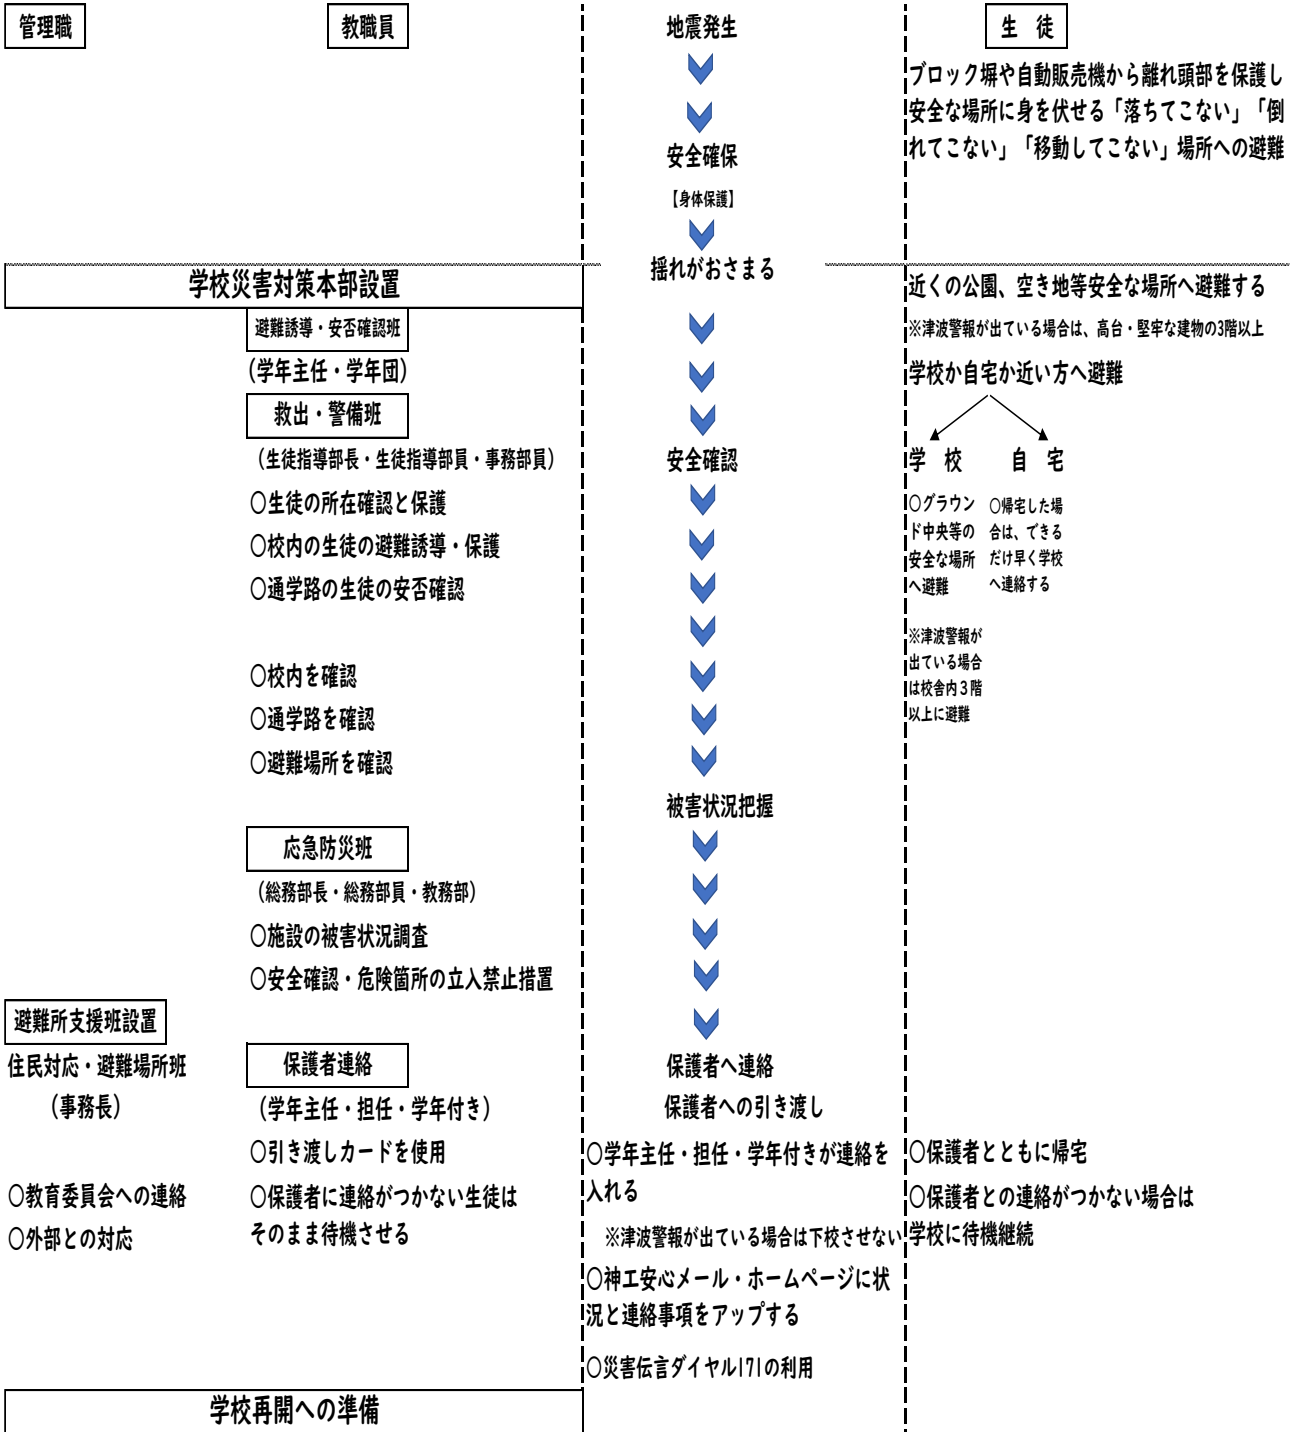 管理職
教職員
地震発生
生　徒
ブロック塀や自動販売機から離れ頭部を保護し
安全な場所に身を伏せる「落ちてこない」「倒
れてこない」「移動してこない」場所への避難
安全確保
【身体保護】
揺れがおさまる
学校災害対策本部設置
近くの公園、空き地等安全な場所へ避難する
避難誘導・安否確認班
※津波警報が出ている場合は、高台・堅牢な建物の3階以上
(学年主任・学年団)
学校か自宅か近い方へ避難
救出・警備班
（生徒指導部長・生徒指導部員・事務部員）
安全確認
学　校
自　宅
○生徒の所在確認と保護
○校内の生徒の避難誘導・保護
○通学路の生徒の安否確認
○グラウン
ド中央等の
安全な場所
へ避難
○帰宅した場
合は、できる
だけ早く学校
へ連絡する
※津波警報が
出ている場合
は校舎内３階
以上に避難
○校内を確認
○通学路を確認
○避難場所を確認
被害状況把握
応急防災班
（総務部長・総務部員・教務部）
○施設の被害状況調査
○安全確認・危険箇所の立入禁止措置
避難所支援班設置
住民対応・避難場所班
（事務長）
○教育委員会への連絡
○外部との対応
保護者連絡
（学年主任・担任・学年付き）
○引き渡しカードを使用
○保護者に連絡がつかない生徒は
そのまま待機させる
保護者へ連絡
保護者への引き渡し
○学年主任・担任・学年付きが連絡を
入れる
※津波警報が出ている場合は下校させない
○神工安心メール・ホームページに状
況と連絡事項をアップする
○災害伝言ダイヤル171の利用
○保護者とともに帰宅
○保護者との連絡がつかない場合は
学校に待機継続
学校再開への準備